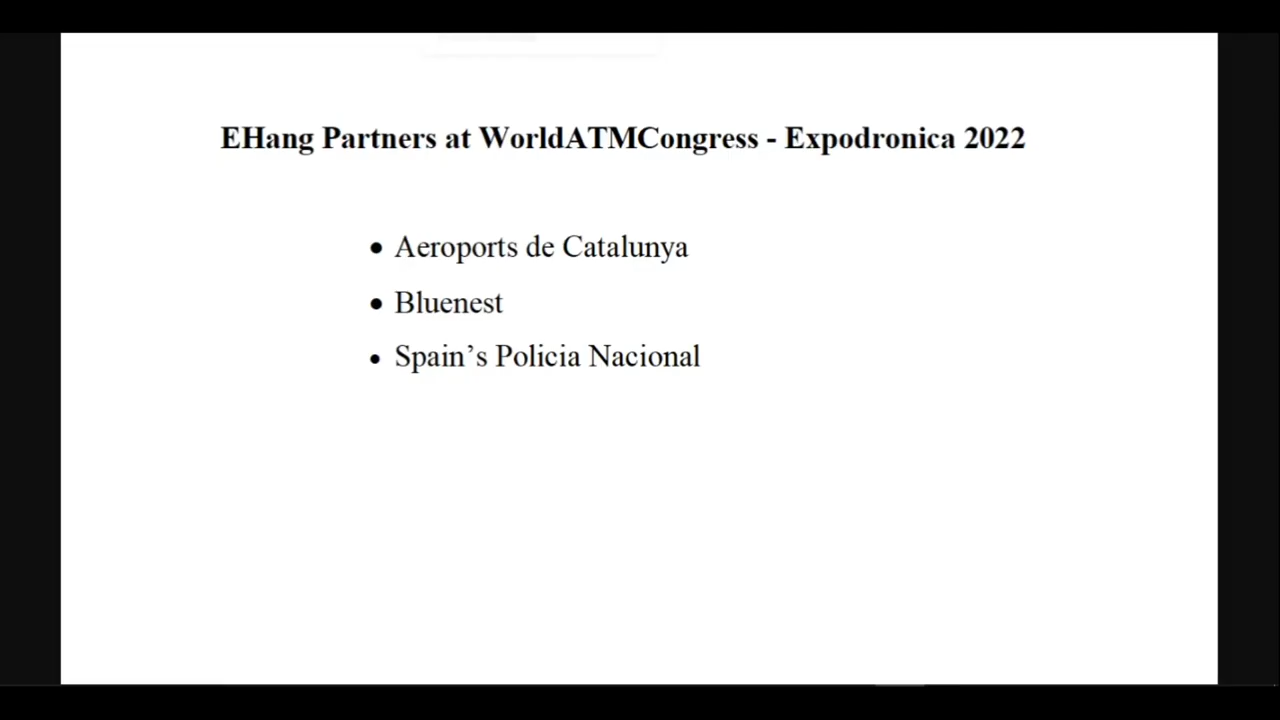 EHang Partners at WorldATMCongress - Expodronica 2022
• Aeroports de Catalunya
• Bluenest
• Spain’s Policia Nacional